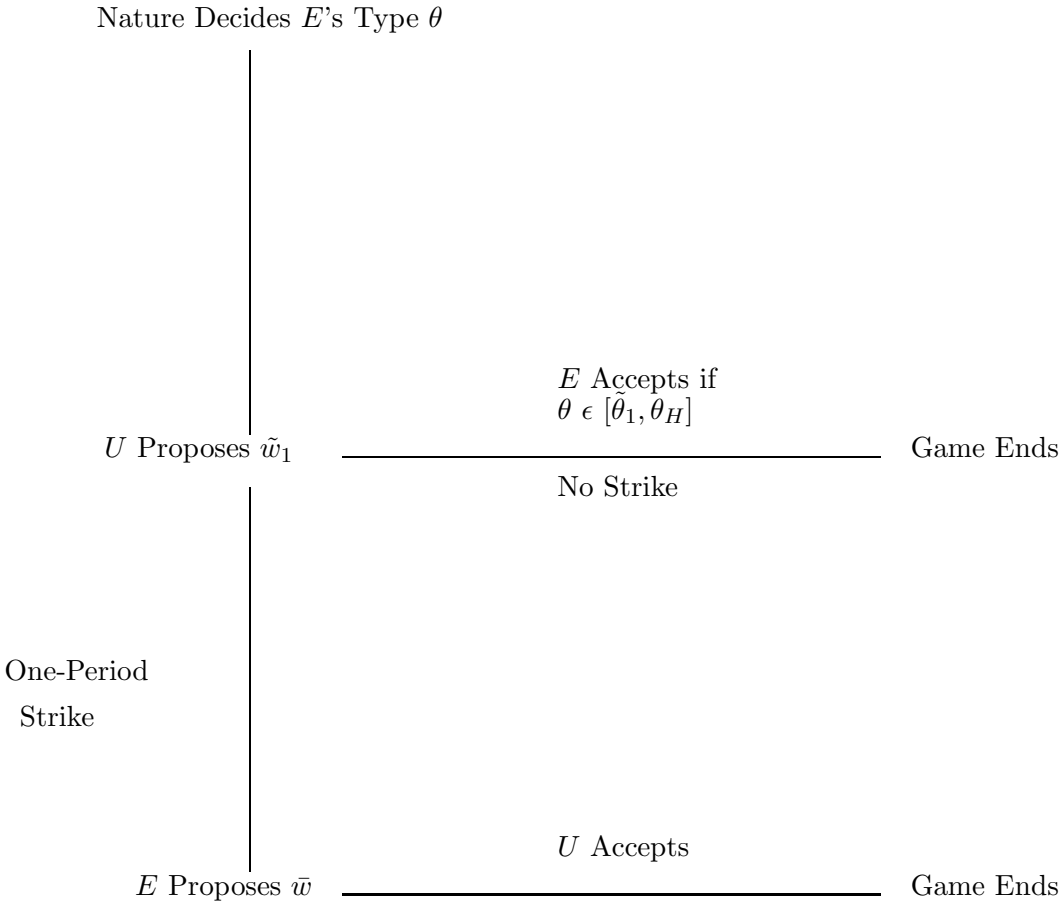 Nature Decides E's Type θ
E Accepts if
θ ϵ [θ̃₁, θ_H]
U Proposes w̃₁
Game Ends
No Strike
One-Period
Strike
U Accepts
E Proposes w̄
Game Ends